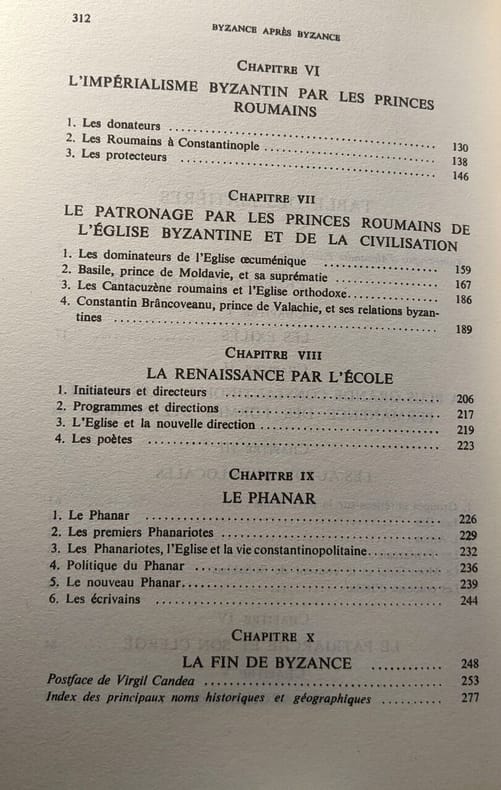 312
BYZANCE APRÈS BYZANCE
CHAPITRE VI
L'IMPÉRIALISME BYZANTIN PAR LES PRINCES
ROUMAINS
1. Les donateurs ........ 130
2. Les Roumains à Constantinople ........ 138
3. Les protecteurs ........ 146
CHAPITRE VII
LE PATRONAGE PAR LES PRINCES ROUMAINS DE
L'ÉGLISE BYZANTINE ET DE LA CIVILISATION
1. Les dominateurs de l'Eglise œcuménique ........ 159
2. Basile, prince de Moldavie, et sa suprématie ........ 167
3. Les Cantacuzène roumains et l'Eglise orthodoxe ........ 186
4. Constantin Brâncoveanu, prince de Valachie, et ses relations byzan-
tines ........ 189
CHAPITRE VIII
LA RENAISSANCE PAR L'ÉCOLE
1. Initiateurs et directeurs ........ 206
2. Programmes et directions ........ 217
3. L'Eglise et la nouvelle direction ........ 219
4. Les poètes ........ 223
CHAPITRE IX
LE PHANAR
1. Le Phanar ........ 226
2. Les premiers Phanariotes ........ 229
3. Les Phanariotes, l'Eglise et la vie constantinopolitaine ........ 232
4. Politique du Phanar ........ 236
5. Le nouveau Phanar ........ 239
6. Les écrivains ........ 244
CHAPITRE X
LA FIN DE BYZANCE ........ 248
Postface de Virgil Candea ........ 253
Index des principaux noms historiques et géographiques ........ 277